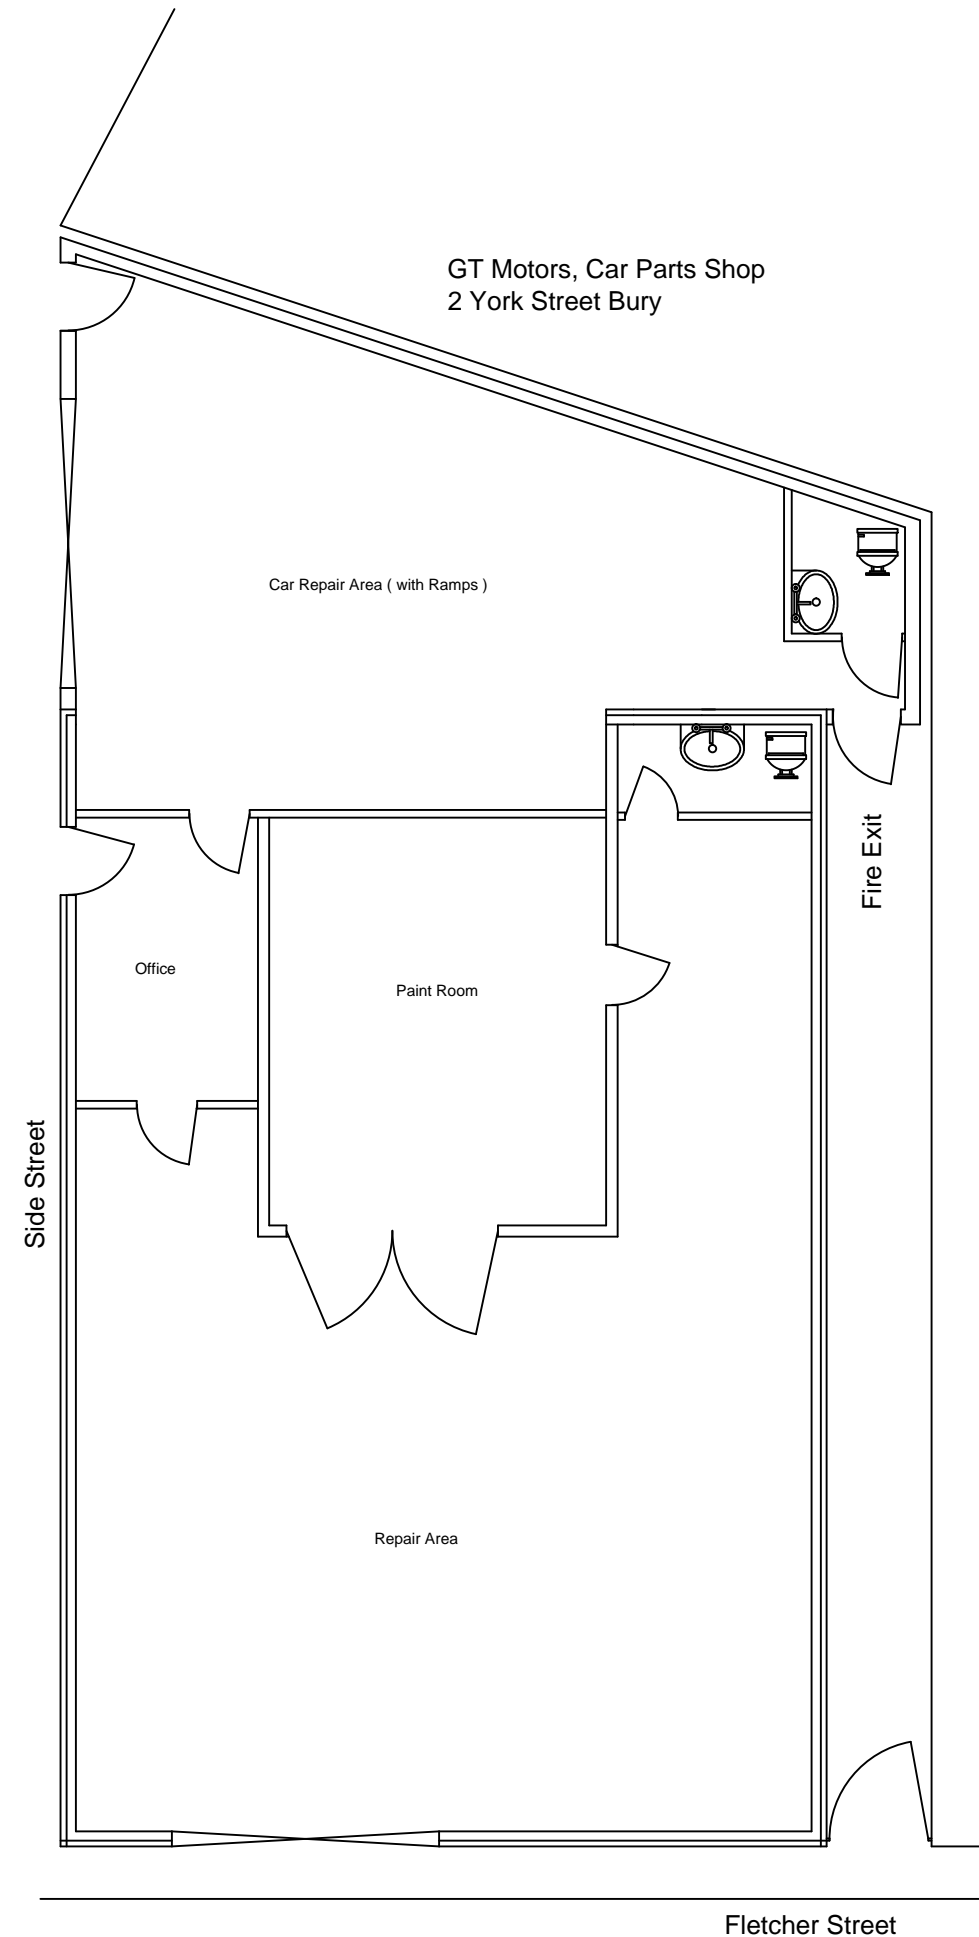 GT Motors, Car Parts Shop
2 York Street Bury
Car Repair Area ( with Ramps )
Fire Exit
Office
Paint Room
Side Street
Repair Area
Fletcher Street